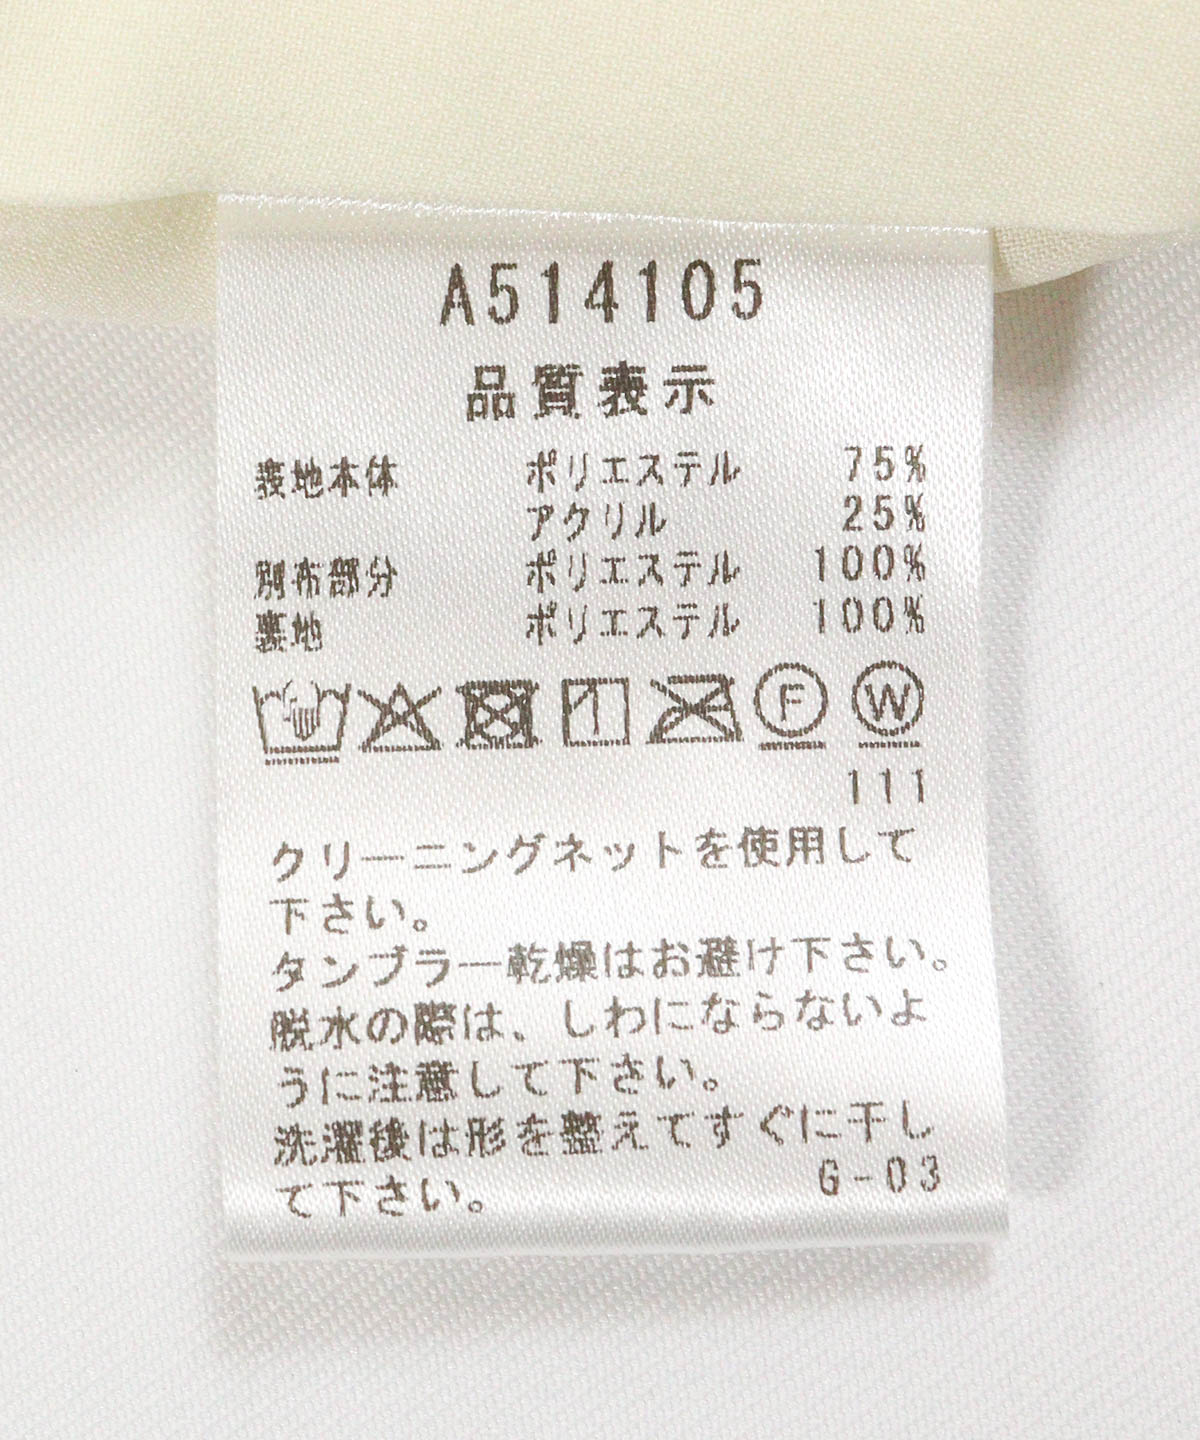 A514105
品質表示
表地本体 ポリエステル 75%
アクリル 25%
別布部分 ポリエステル 100%
裏地 ポリエステル 100%
F W
111
クリーニングネットを使用して
下さい。
タンブラー乾燥はお避け下さい。
脱水の際は、しわにならないよ
うに注意して下さい。
洗濯後は形を整えてすぐに干し
て下さい。
G-03